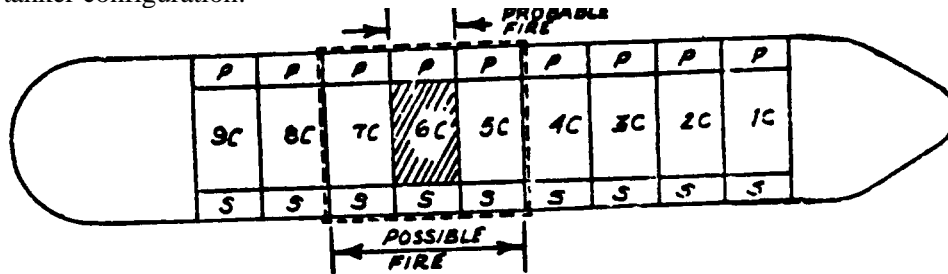 tanker configuration.
PROBABLE
FIRE
P P P P P P P P P
9C 8C 7C 6C 5C 4C 3C 2C 1C
S S S S S S S S S
POSSIBLE
FIRE